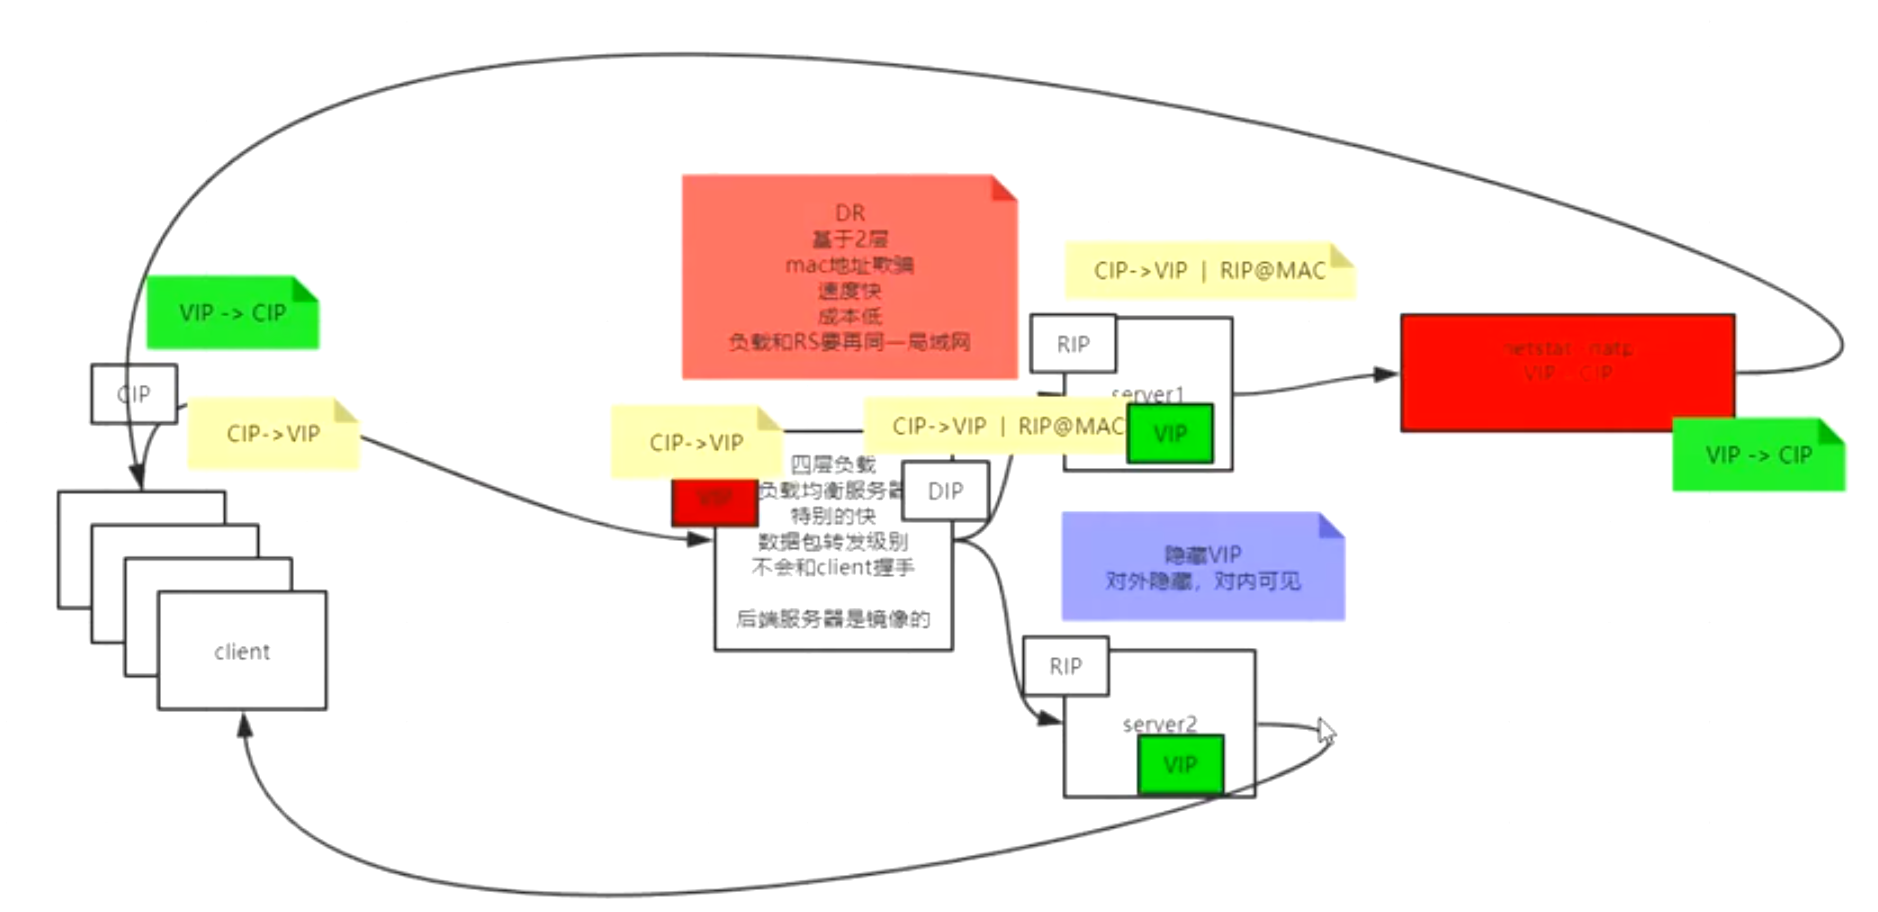 DR
基于2层
mac地址欺骗
速度快
成本低
负载和RS要再同一局域网
CIP->VIP | RIP@MAC
VIP -> CIP
RIP
CIP
server1
netstat -natp
VIP - CIP
CIP->VIP
CIP->VIP
CIP->VIP | RIP@MAC
VIP
VIP -> CIP
四层负载
VIP
负载均衡服务器
DIP
特别的快
数据包转发级别
不会和client握手
后端服务器是镜像的
隐藏VIP
对外隐藏，对内可见
client
RIP
server2
VIP